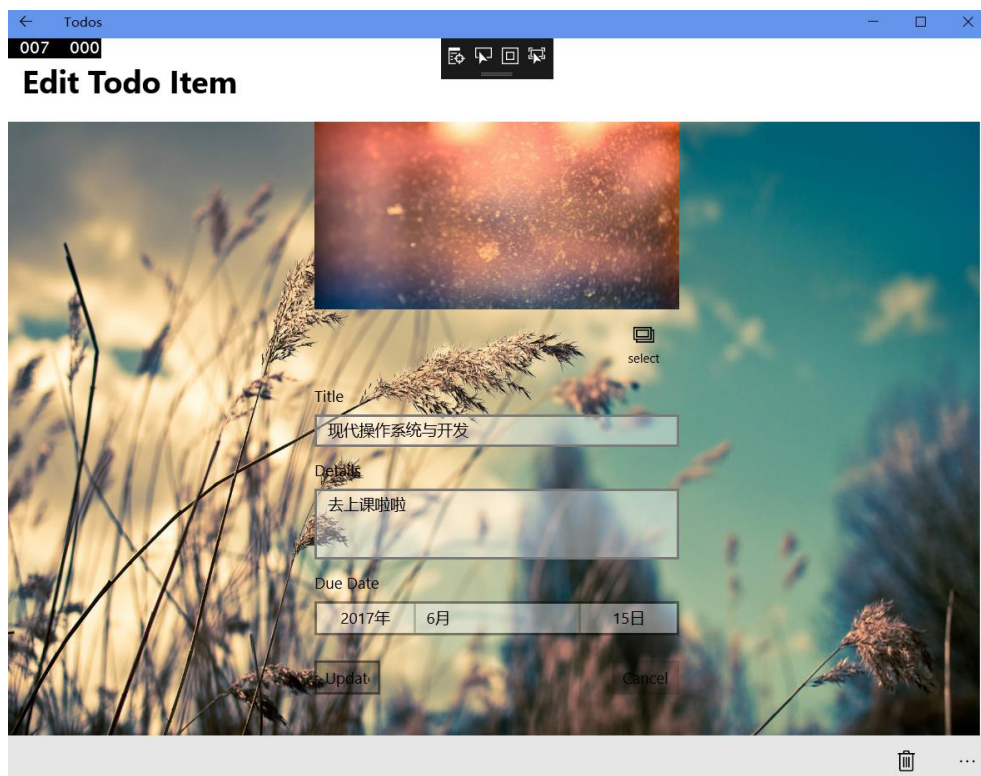 Todos
007 000
Edit Todo Item
select
Title
现代操作系统与开发
Details
去上课啦啦
Due Date
2017年 6月 15日
Updat
Cancel